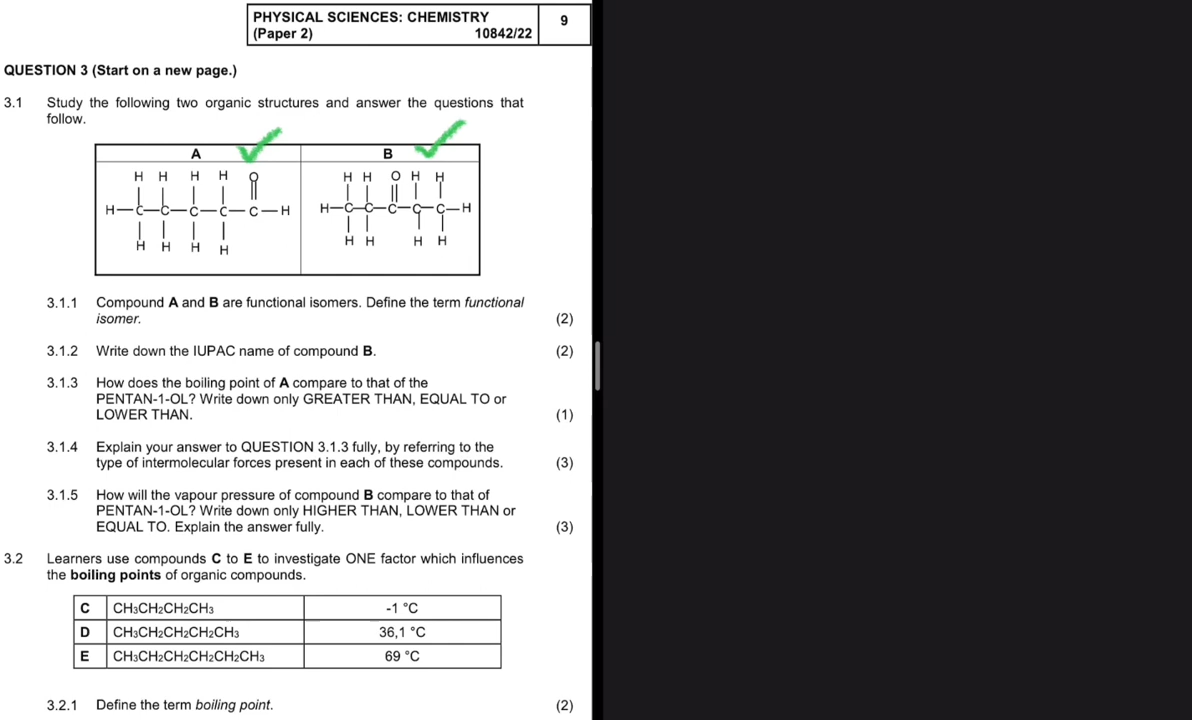 PHYSICAL SCIENCES: CHEMISTRY
(Paper 2) 10842/22
9
QUESTION 3 (Start on a new page.)
3.1 Study the following two organic structures and answer the questions that
follow.
A B
H H H H O H H O H H
H—C—C—C—C—C—H H—C—C—C—C—C—H
H H H H H H H H
3.1.1 Compound A and B are functional isomers. Define the term functional
isomer. (2)
3.1.2 Write down the IUPAC name of compound B. (2)
3.1.3 How does the boiling point of A compare to that of the
PENTAN-1-OL? Write down only GREATER THAN, EQUAL TO or
LOWER THAN. (1)
3.1.4 Explain your answer to QUESTION 3.1.3 fully, by referring to the
type of intermolecular forces present in each of these compounds. (3)
3.1.5 How will the vapour pressure of compound B compare to that of
PENTAN-1-OL? Write down only HIGHER THAN, LOWER THAN or
EQUAL TO. Explain the answer fully. (3)
3.2 Learners use compounds C to E to investigate ONE factor which influences
the boiling points of organic compounds.
C CH₃CH₂CH₂CH₃ -1 °C
D CH₃CH₂CH₂CH₂CH₃ 36,1 °C
E CH₃CH₂CH₂CH₂CH₂CH₃ 69 °C
3.2.1 Define the term boiling point. (2)